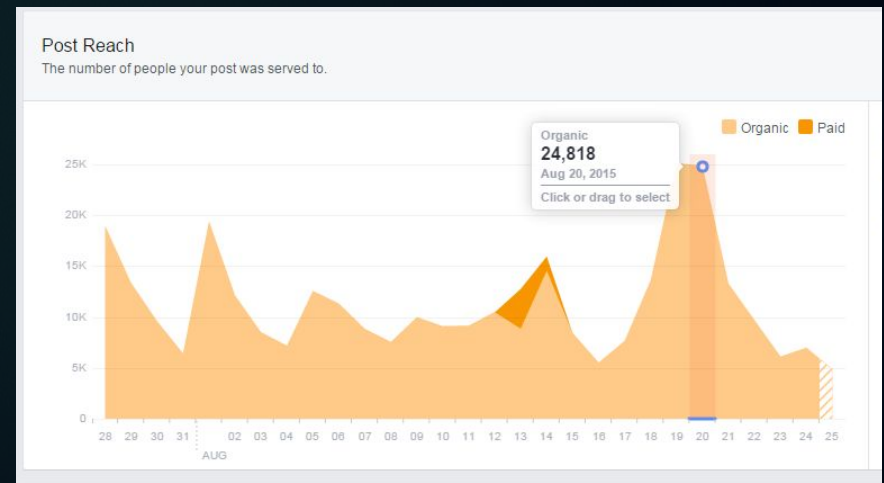 Post Reach
The number of people your post was served to.
Organic Paid
Organic
24,818
Aug 20, 2015
Click or drag to select
25K
20K
15K
10K
5K
0
28 29 30 31 02 03 04 05 06 07 08 09 10 11 12 13 14 15 16 17 18 19 20 21 22 23 24 25
AUG